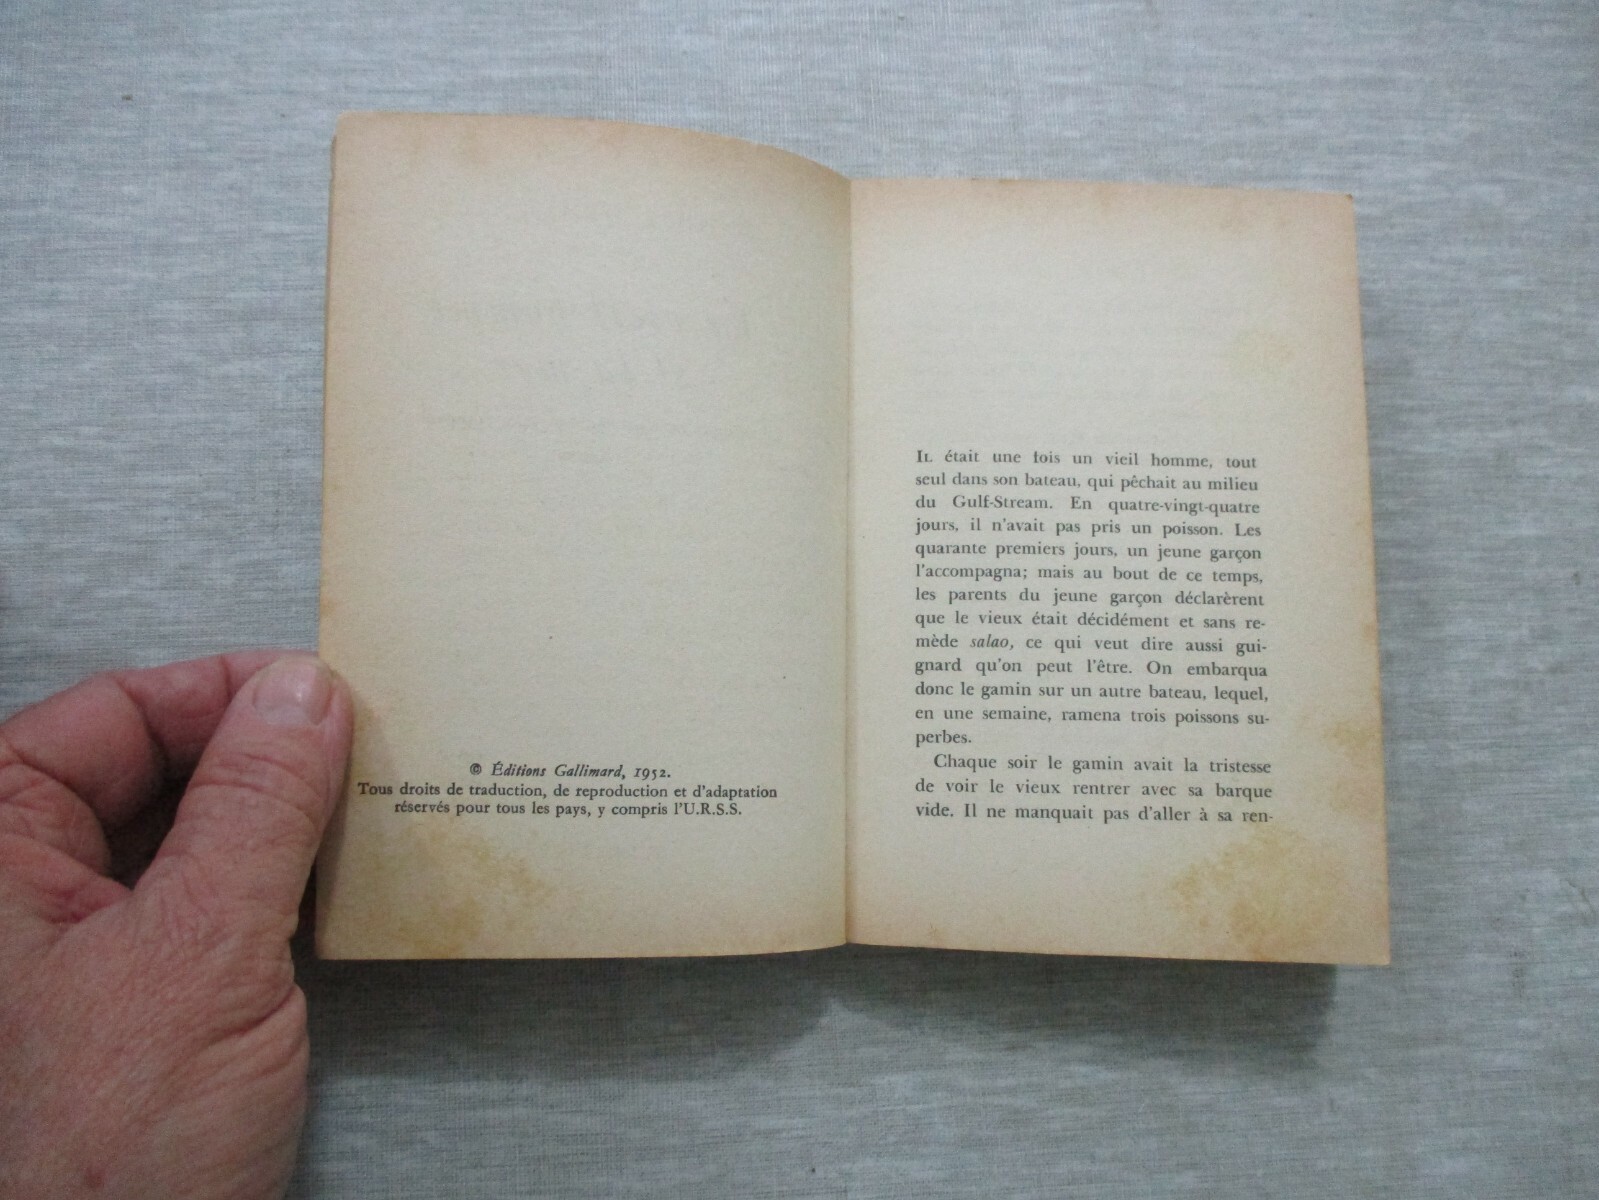 © Éditions Gallimard, 1952.
Tous droits de traduction, de reproduction et d'adaptation
réservés pour tous les pays, y compris l'U.R.S.S.
IL était une fois un vieil homme, tout
seul dans son bateau, qui pêchait au milieu
du Gulf-Stream. En quatre-vingt-quatre
jours, il n'avait pas pris un poisson. Les
quarante premiers jours, un jeune garçon
l'accompagna; mais au bout de ce temps,
les parents du jeune garçon déclarèrent
que le vieux était décidément et sans re-
mède salao, ce qui veut dire aussi gui-
gnard qu'on peut l'être. On embarqua
donc le gamin sur un autre bateau, lequel,
en une semaine, ramena trois poissons su-
perbes.
Chaque soir le gamin avait la tristesse
de voir le vieux rentrer avec sa barque
vide. Il ne manquait pas d'aller à sa ren-